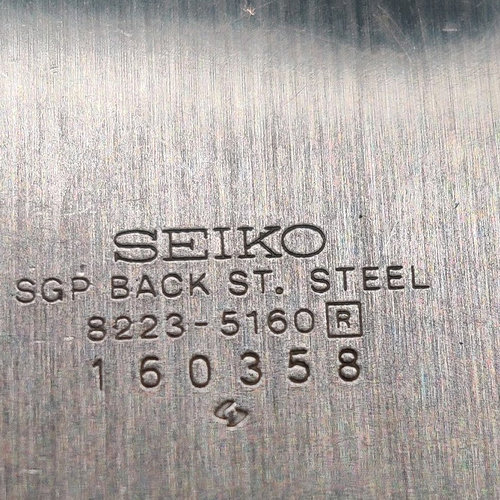 SEIKO
SGP BACK ST. STEEL
8223-5160 R
160358